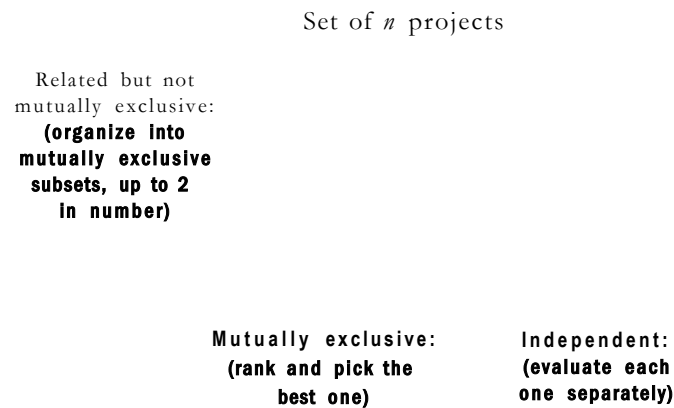 Set of n projects
Related but not
mutually exclusive:
(organize into
mutually exclusive
subsets, up to 2
in number)
Mutually exclusive:
(rank and pick the
best one)
Independent:
(evaluate each
one separately)